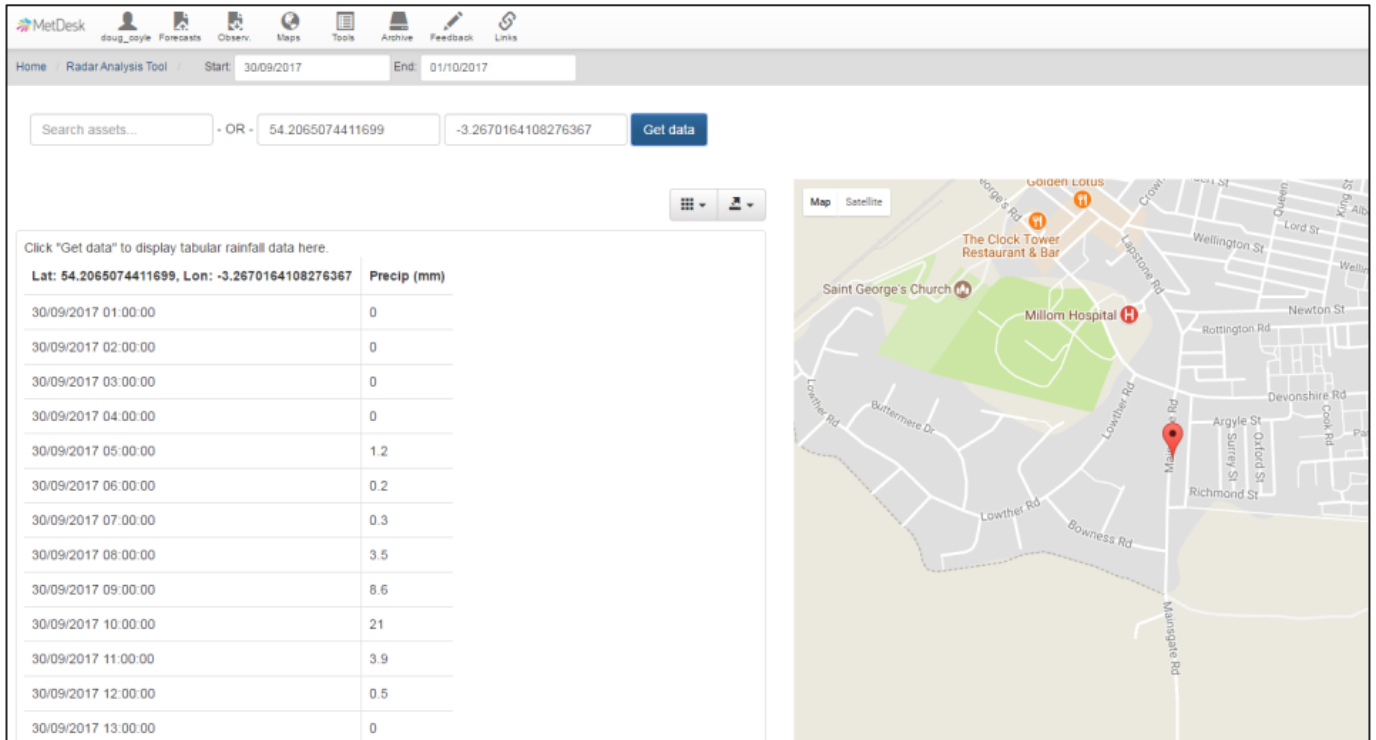 MetDesk
doug_coyle Forecasts Observ. Maps Tools Archive Feedback Links
Home / Radar Analysis Tool / Start: 30/09/2017 End: 01/10/2017
Search assets... - OR - 54.2065074411699 -3.2670164108276367 Get data
Click "Get data" to display tabular rainfall data here.
Lat: 54.2065074411699, Lon: -3.2670164108276367 Precip (mm)
30/09/2017 01:00:00 0
30/09/2017 02:00:00 0
30/09/2017 03:00:00 0
30/09/2017 04:00:00 0
30/09/2017 05:00:00 1.2
30/09/2017 06:00:00 0.2
30/09/2017 07:00:00 0.3
30/09/2017 08:00:00 3.5
30/09/2017 09:00:00 8.6
30/09/2017 10:00:00 21
30/09/2017 11:00:00 3.9
30/09/2017 12:00:00 0.5
30/09/2017 13:00:00 0
Map Satellite
Golden Lotus
The Clock Tower
Restaurant & Bar
Saint George's Church
Millom Hospital H
Lapstone Rd
Queen
King St
Lord St
Wellington St
Newton St
Rottington Rd
Devonshire Rd
Cook Rd
Argyle St
Surrey St
Oxford St
Richmond St
Lowther Rd
Buttermere Dr
Lowther Rd
Lowther Rd
Bowness Rd
Mainsgate Rd